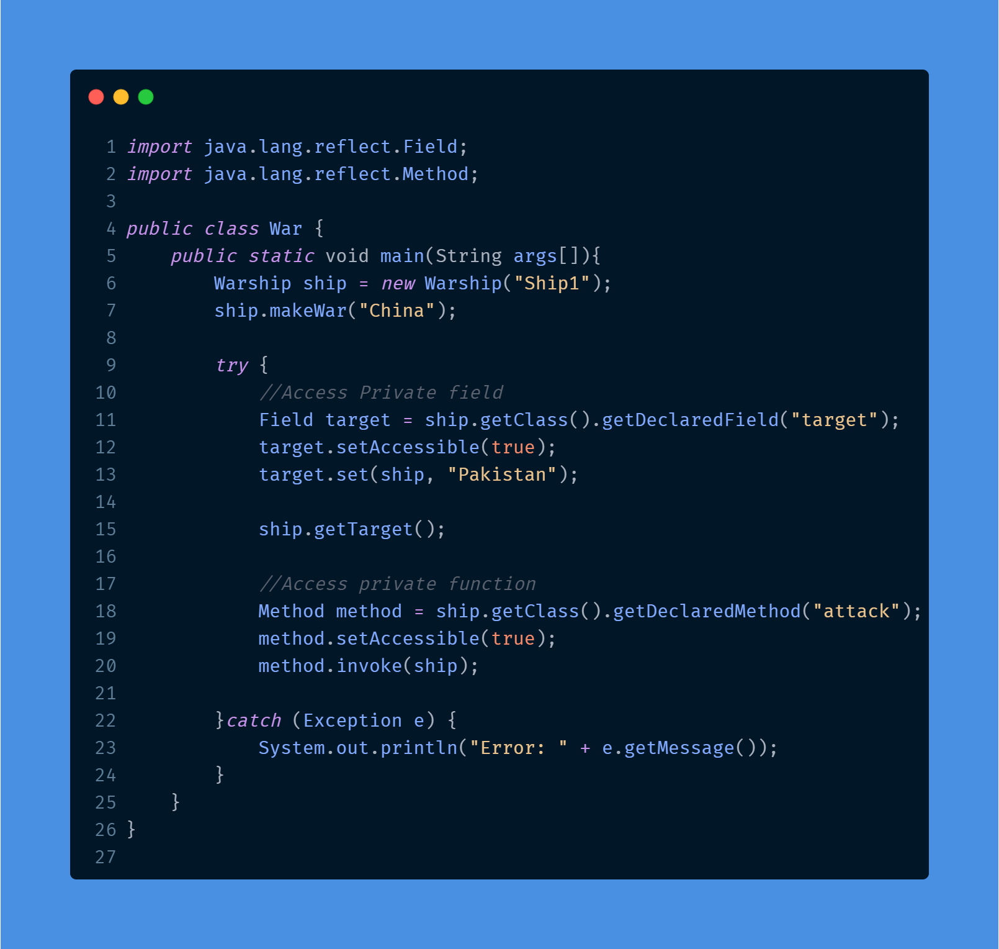 1 import java.lang.reflect.Field;
2 import java.lang.reflect.Method;
3
4 public class War {
5     public static void main(String args[]){
6         Warship ship = new Warship("Ship1");
7         ship.makeWar("China");
8
9         try {
10             //Access Private field
11             Field target = ship.getClass().getDeclaredField("target");
12             target.setAccessible(true);
13             target.set(ship, "Pakistan");
14
15             ship.getTarget();
16
17             //Access private function
18             Method method = ship.getClass().getDeclaredMethod("attack");
19             method.setAccessible(true);
20             method.invoke(ship);
21
22         }catch (Exception e) {
23             System.out.println("Error: " + e.getMessage());
24         }
25     }
26 }
27